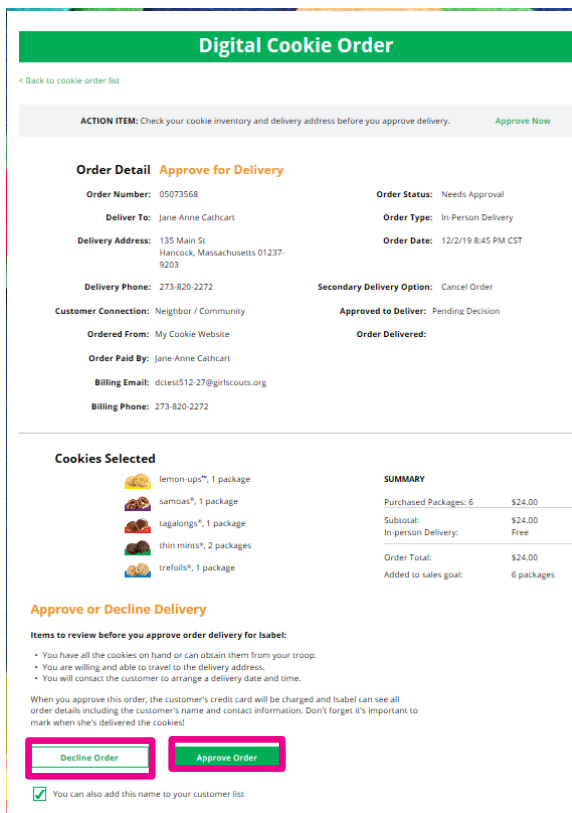 Digital Cookie Order
< Back to cookie order list
ACTION ITEM: Check your cookie inventory and delivery address before you approve delivery. Approve Now
Order Detail Approve for Delivery
Order Number: 05073568 Order Status: Needs Approval
Deliver To: Jane-Anne Cathcart Order Type: In-Person Delivery
Delivery Address: 135 Main St Order Date: 12/2/19 8:45 PM CST
Hancock, Massachusetts 01237-
9203
Delivery Phone: 273-820-2272 Secondary Delivery Option: Cancel Order
Customer Connection: Neighbor / Community Approved to Deliver: Pending Decision
Ordered From: My Cookie Website Order Delivered:
Order Paid By: Jane-Anne Cathcart
Billing Email: dctest512-27@girlscouts.org
Billing Phone: 273-820-2272
Cookies Selected
lemon-ups™, 1 package SUMMARY
samoas®, 1 package Purchased Packages: 6 $24.00
tagalongs®, 1 package Subtotal: $24.00
In-person Delivery: Free
thin mints®, 2 packages Order Total: $24.00
trefoils®, 1 package Added to sales goal: 6 packages
Approve or Decline Delivery
Items to review before you approve order delivery for Isabel:
• You have all the cookies on hand or can obtain them from your troop.
• You are willing and able to travel to the delivery address.
• You will contact the customer to arrange a delivery date and time.
When you approve this order, the customer's credit card will be charged and Isabel can see all
order details including the customer's name and contact information. Don't forget it's important to
mark when she's delivered the cookies!
Decline Order Approve Order
You can also add this name to your customer list